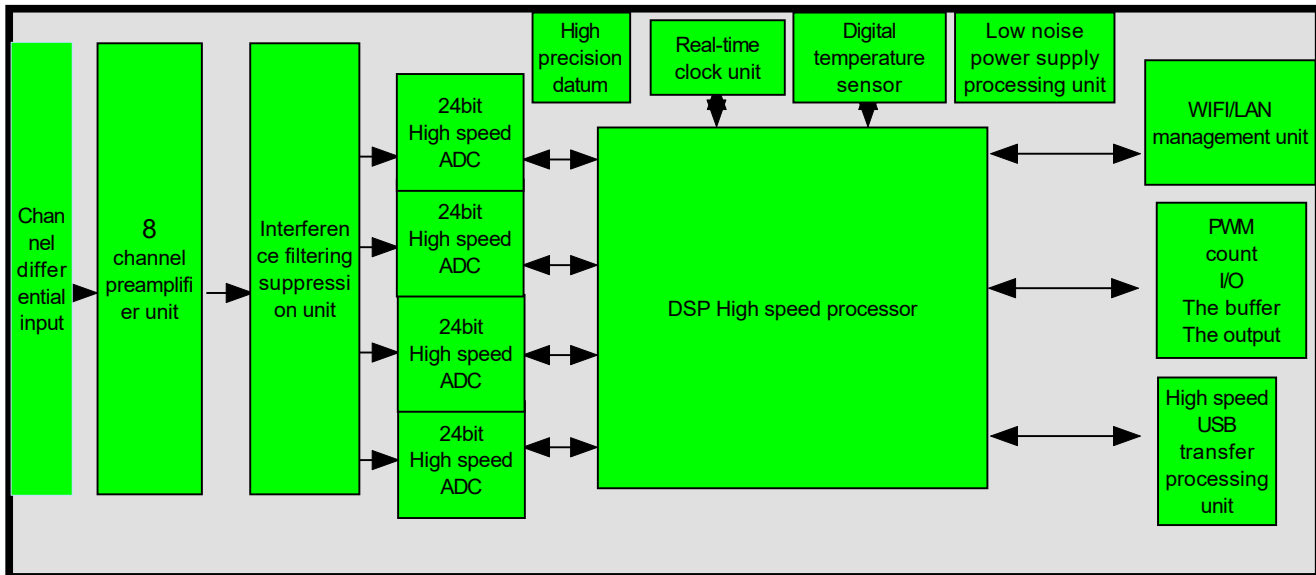 Chan
nel
differ
ential
input
8
channel
preamplifi
er unit
Interferen
ce filtering
suppressi
on unit
24bit
High speed
ADC
24bit
High speed
ADC
24bit
High speed
ADC
24bit
High speed
ADC
High
precision
datum
Real-time
clock unit
Digital
temperature
sensor
Low noise
power supply
processing unit
DSP High speed processor
WIFI/LAN
management unit
PWM
count
I/O
The buffer
The output
High speed
USB
transfer
processing
unit